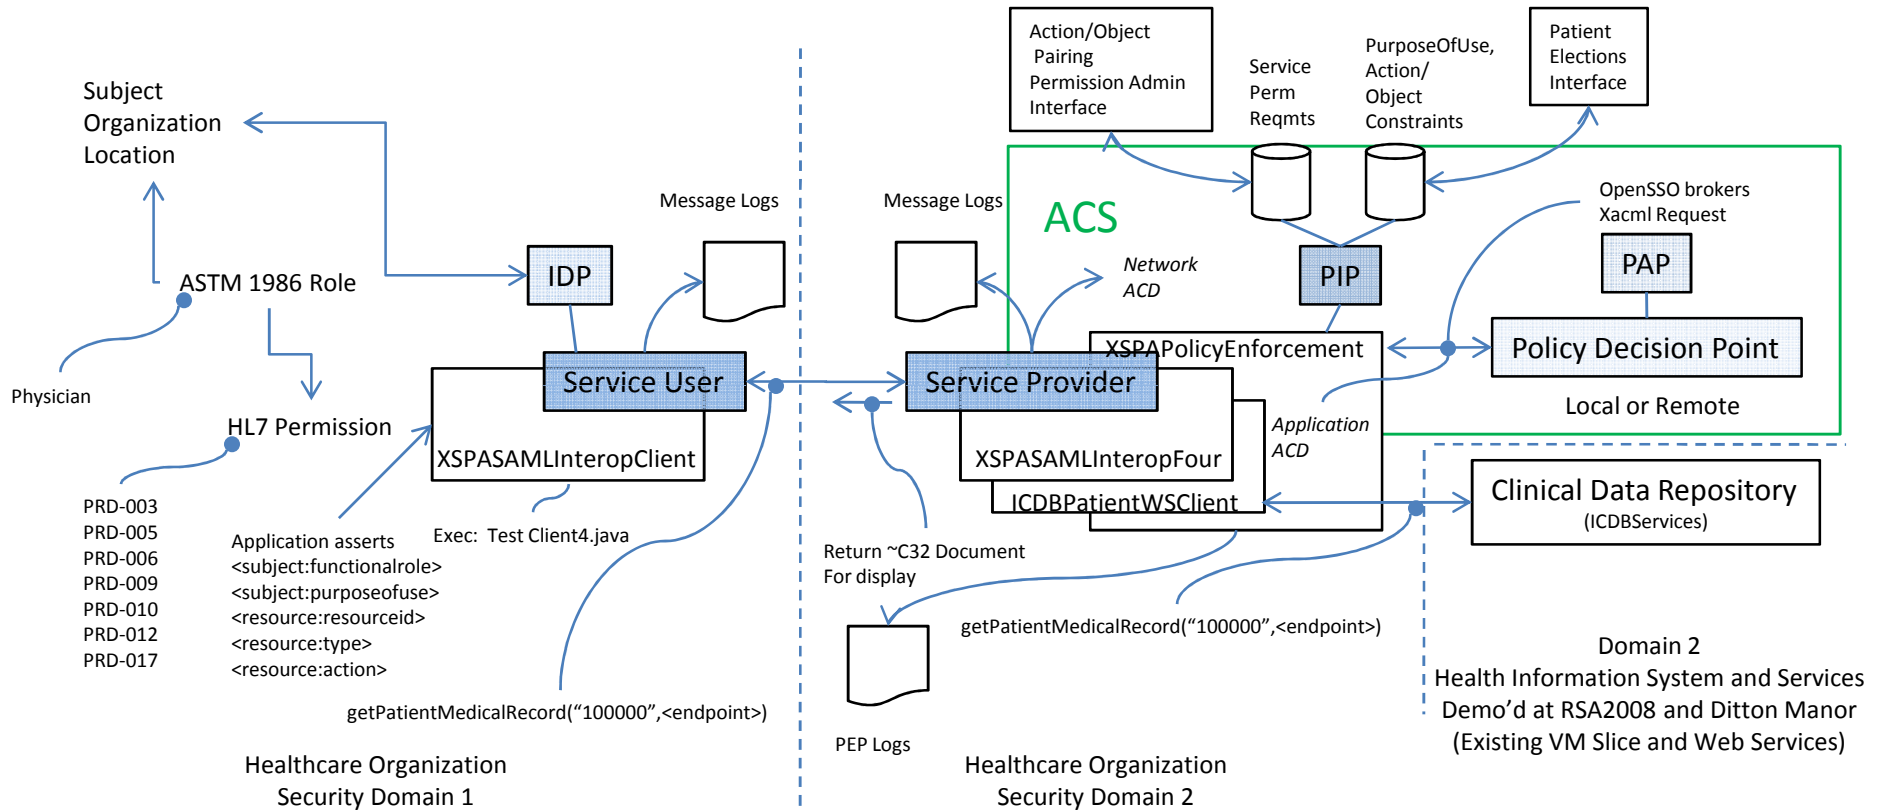 Subject
Organization
Location
ASTM 1986 Role
Physician
HL7 Permission
PRD-003
PRD-005
PRD-006
PRD-009
PRD-010
PRD-012
PRD-017
Application asserts
<subject:functionalrole>
<subject:purposeofuse>
<resource:resourceid>
<resource:type>
<resource:action>
IDP
Message Logs
Service User
XSPASAMLInteropClient
Exec:  Test Client4.java
getPatientMedicalRecord(“100000”,<endpoint>)
Healthcare Organization
Security Domain 1
Message Logs
Action/Object
Pairing
Permission Admin
Interface
Service
Perm
Reqmts
PurposeOfUse,
Action/
Object
Constraints
Patient
Elections
Interface
ACS
Network
ACD
PIP
OpenSSO brokers
Xacml Request
PAP
XSPAPolicyEnforcement
Policy Decision Point
Local or Remote
Service Provider
Application
ACD
XSPASAMLInteropFour
ICDBPatientWSClient
Clinical Data Repository
(ICDBServices)
Return ~C32 Document
For display
getPatientMedicalRecord(“100000”,<endpoint>)
PEP Logs
Domain 2
Health Information System and Services
Demo’d at RSA2008 and Ditton Manor
(Existing VM Slice and Web Services)
Healthcare Organization
Security Domain 2